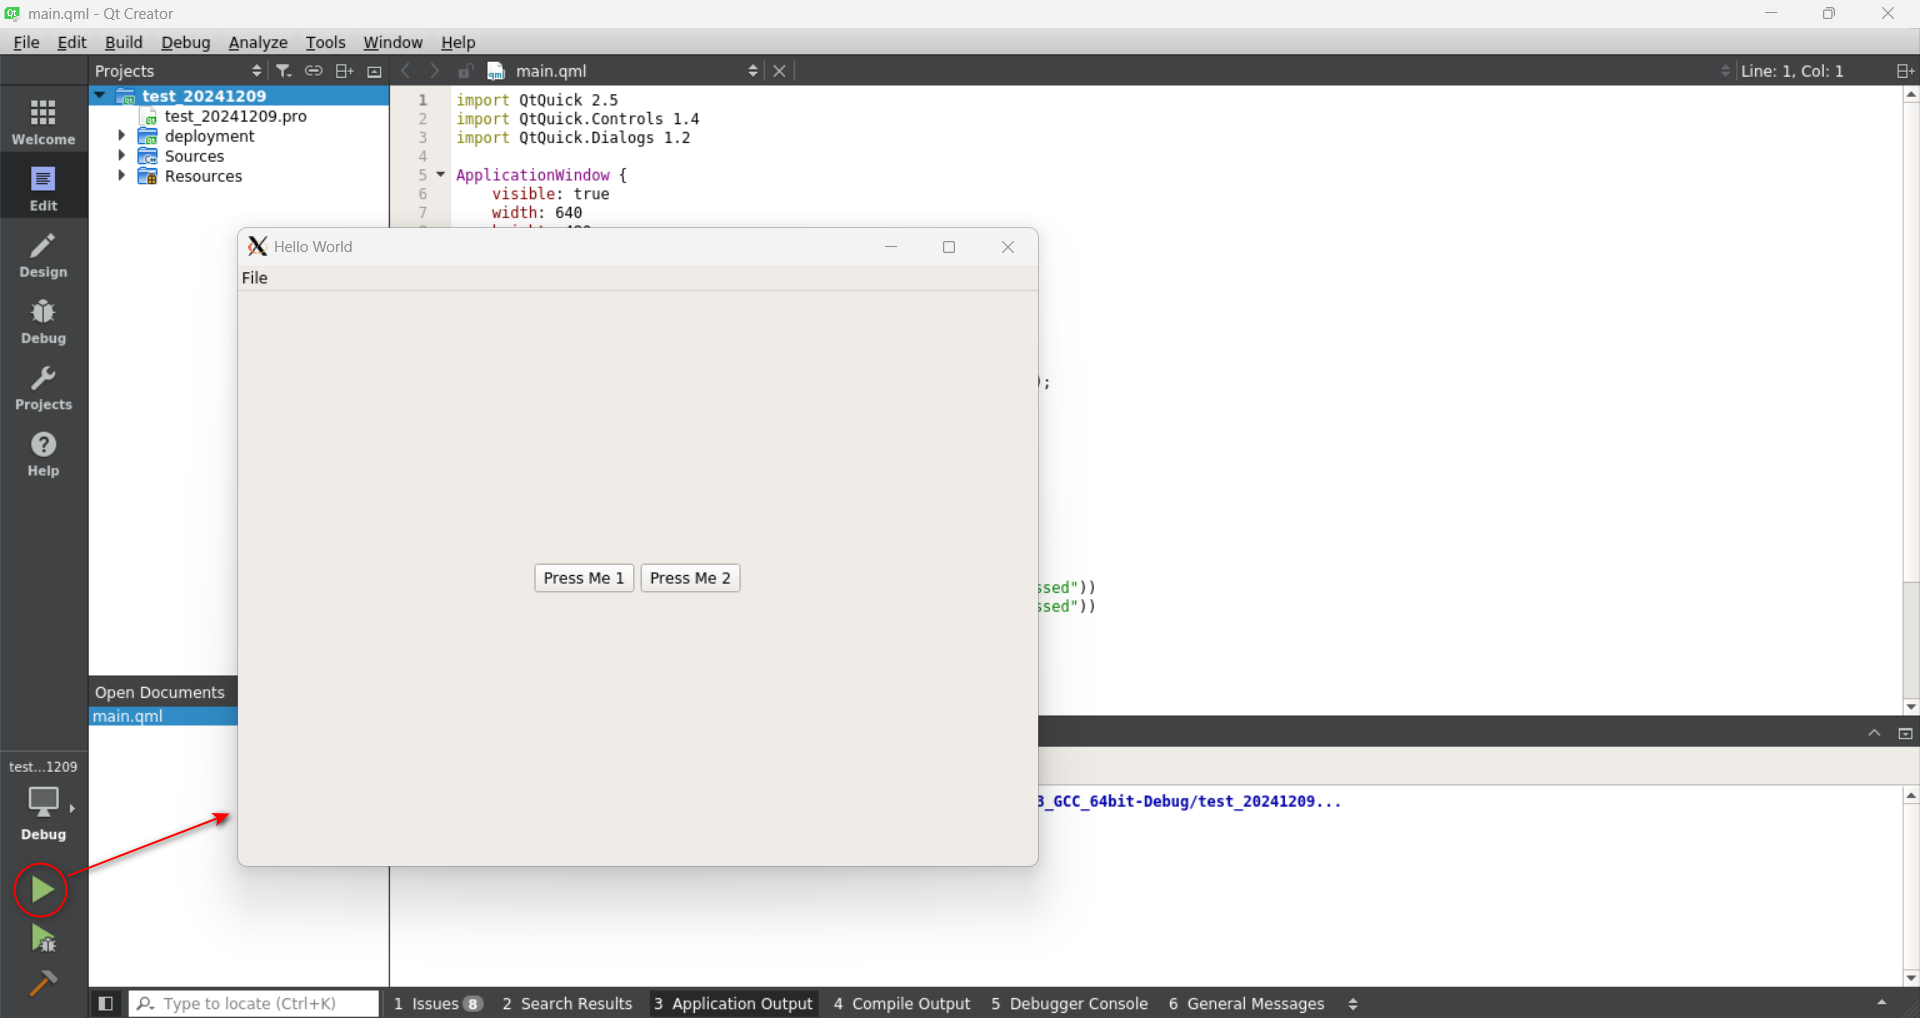 main.qml - Qt Creator
File Edit Build Debug Analyze Tools Window Help
Projects
main.qml
Line: 1, Col: 1
Welcome
Edit
Design
Debug
Projects
Help
test_20241209
test_20241209.pro
deployment
Sources
Resources
1 import QtQuick 2.5
2 import QtQuick.Controls 1.4
3 import QtQuick.Dialogs 1.2
4
5 ApplicationWindow {
6 visible: true
7 width: 640
Hello World
File
);
Press Me 1 Press Me 2
ssed"))
ssed"))
Open Documents
main.qml
test...1209
Debug
3_GCC_64bit-Debug/test_20241209...
Type to locate (Ctrl+K)
1 Issues 8 2 Search Results 3 Application Output 4 Compile Output 5 Debugger Console 6 General Messages